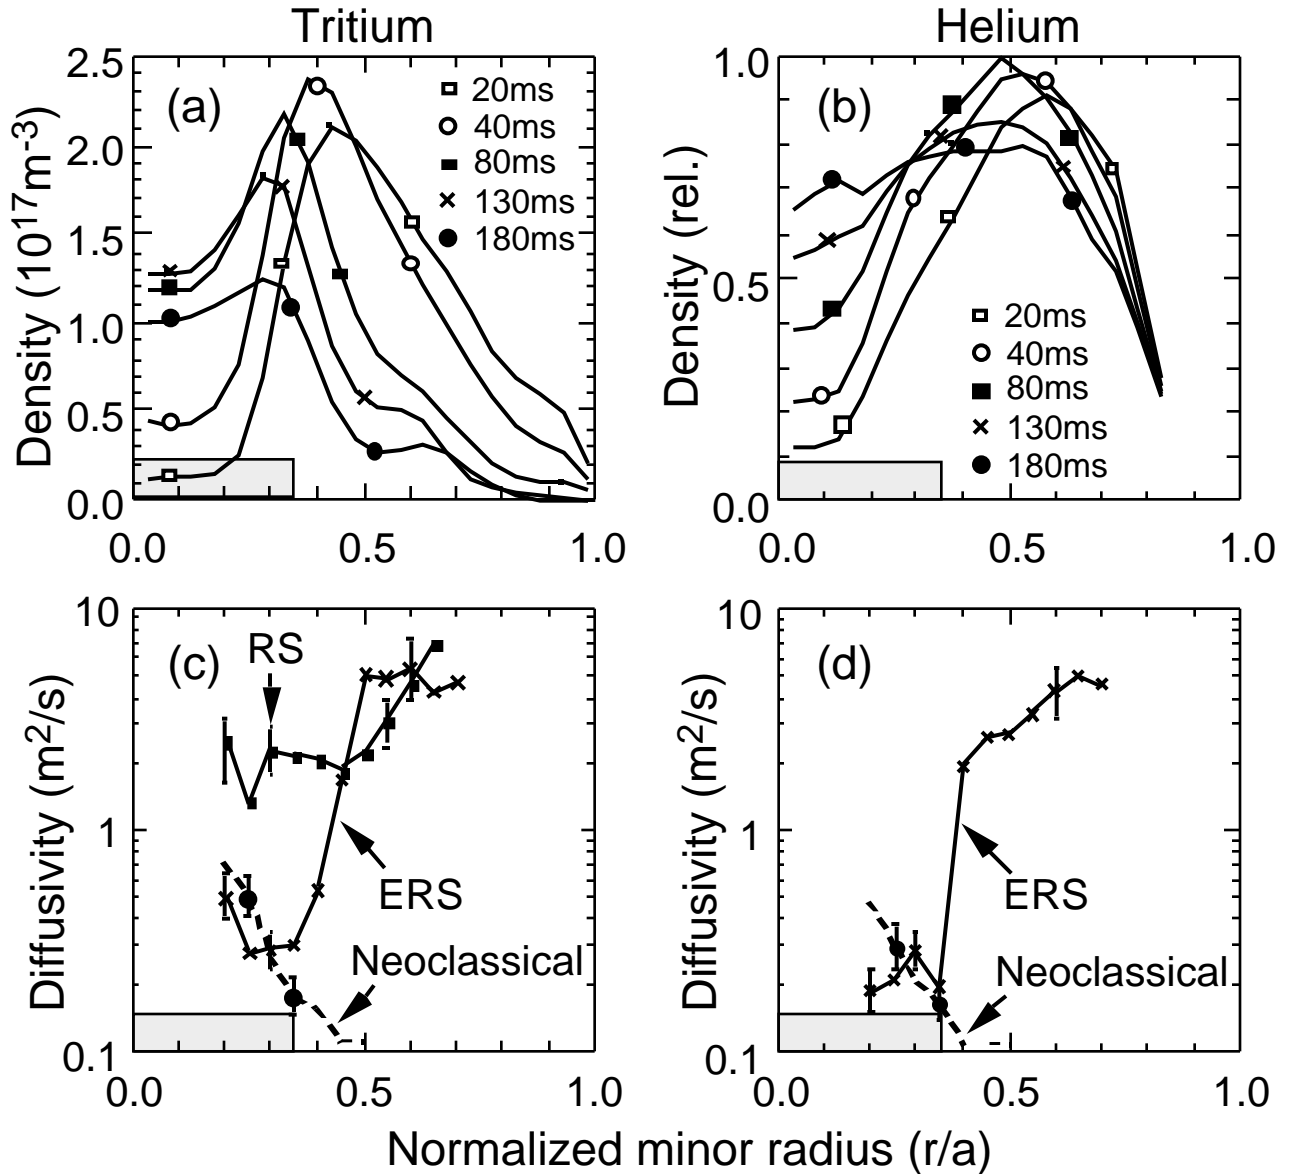 Tritium
Helium
(a)
2.5
2.0
1.5
1.0
0.5
0.0
Density (10^17 m^-3)
20ms
40ms
80ms
130ms
180ms
0.0 0.5 1.0
(b)
1.0
0.5
0.0
Density (rel.)
20ms
40ms
80ms
130ms
180ms
0.0 0.5 1.0
(c)
10
1
0.1
Diffusivity (m^2/s)
RS
ERS
Neoclassical
0.0 0.5 1.0
(d)
10
1
0.1
Diffusivity (m^2/s)
ERS
Neoclassical
0.0 0.5 1.0
Normalized minor radius (r/a)